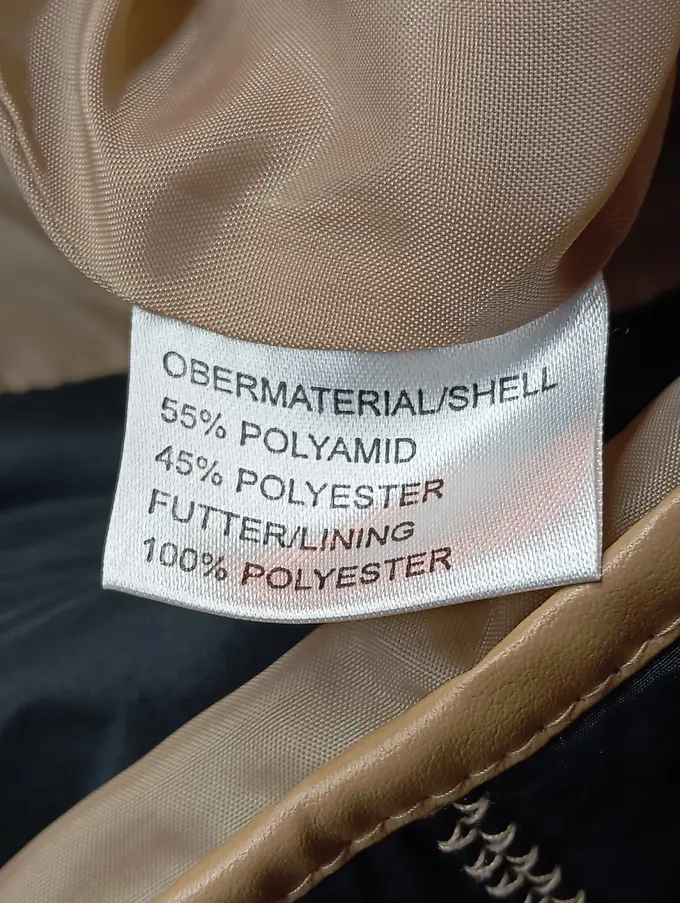 OBERMATERIAL/SHELL
55% POLYAMID
45% POLYESTER
FUTTER/LINING
100% POLYESTER